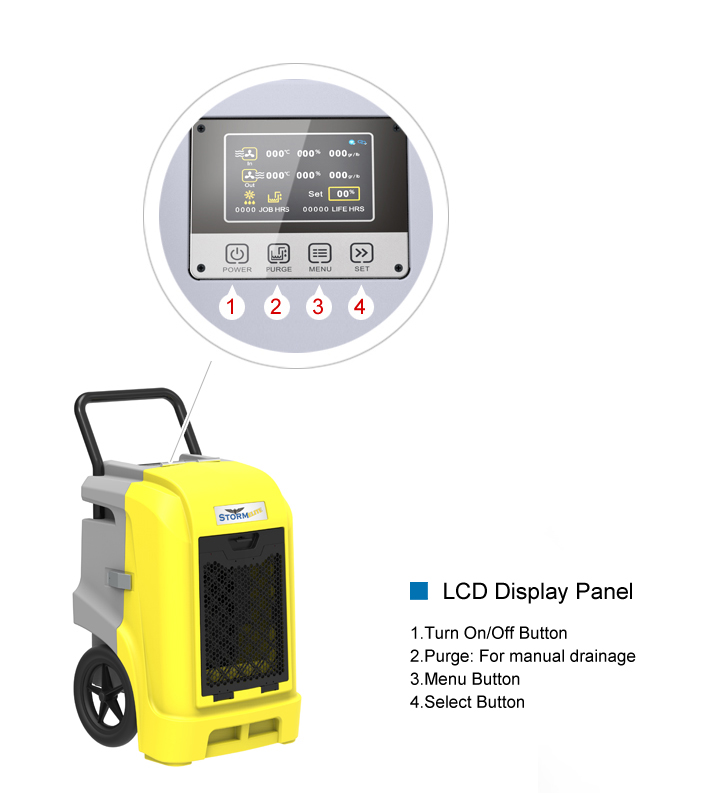 In 000°C 000% 000gr/lb
Out 000°C 000% 000gr/lb
Set 00%
0000 JOB HRS 00000 LIFE HRS
POWER PURGE MENU SET
1 2 3 4
STORM
LCD Display Panel
1.Turn On/Off Button
2.Purge: For manual drainage
3.Menu Button
4.Select Button